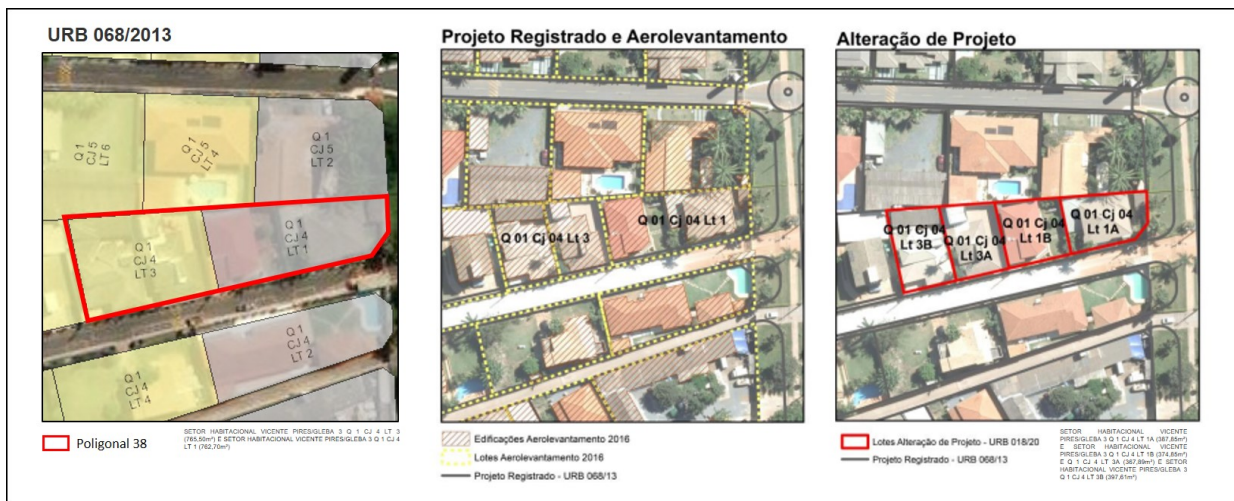 URB 068/2013
Q 1
CJ 5
LT 6
Q 1
CJ 5
LT 4
Q 1
CJ 5
LT 2
Q 1
CJ 4
LT 3
Q 1
CJ 4
LT 1
Q 1
CJ 4
LT 4
Q 1
CJ 4
LT 2
Poligonal 38
SETOR HABITACIONAL VICENTE PIRES/GLEBA 3 Q 1 CJ 4 LT 3
(765,50m²) E SETOR HABITACIONAL VICENTE PIRES/GLEBA 3 Q 1 CJ 4
LT 1 (762,70m²)
Projeto Registrado e Aerolevantamento
Q 01 Cj 04 Lt 3
Q 01 Cj 04 Lt 1
Edificações Aerolevantamento 2016
Lotes Aerolevantamento 2016
Projeto Registrado - URB 068/13
Alteração de Projeto
Q 01 Cj 04
Lt 3B
Q 01 Cj 04
Lt 3A
Q 01 Cj 04
Lt 1B
Q 01 Cj 04
Lt 1A
Lotes Alteração de Projeto - URB 018/20
Projeto Registrado - URB 068/13
SETOR HABITACIONAL VICENTE
PIRES/GLEBA 3 Q 1 CJ 4 LT 1A (387,85m²)
E SETOR HABITACIONAL VICENTE
PIRES/GLEBA 3 Q 1 CJ 4 LT 1B (374,85m²)
E Q 1 CJ 4 LT 3A (367,89m²) E SETOR
HABITACIONAL VICENTE PIRES/GLEBA 3
Q 1 CJ 4 LT 3B (397,61m²)